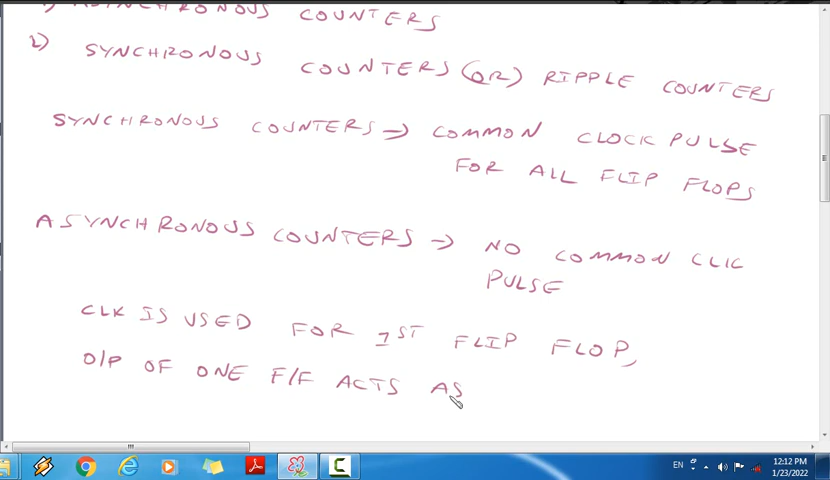 1) ASYNCHRONOUS COUNTERS
2) SYNCHRONOUS COUNTERS (OR) RIPPLE COUNTERS
SYNCHRONOUS COUNTERS → COMMON CLOCK PULSE
FOR ALL FLIP FLOPS
ASYNCHRONOUS COUNTERS → NO COMMON CLK
PULSE
CLK IS USED FOR 1ST FLIP FLOP,
O/P OF ONE F/F ACTS AS
EN
12:12 PM
1/23/2022